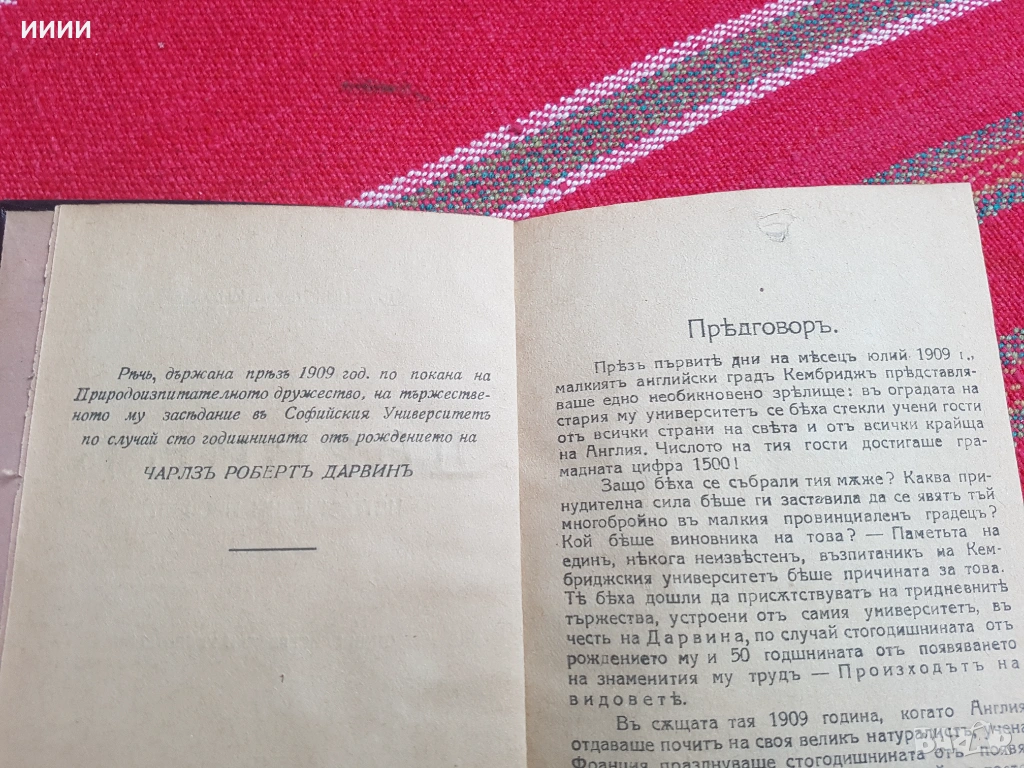 ииии
Рѣчь, държана прѣзъ 1909 год. по покана на
Природоизпитателното дружество, на тържествe-
ното му засѣдание въ Софийския Университетъ
по случай сто годишнината отъ рождението на
ЧАРЛЗЪ РОБЕРТЪ ДАРВИНЪ
Прѣдговоръ.
Прѣзъ първитѣ дни на мѣсецъ юлий 1909 г.,
малкиятъ английски градъ Кембриджъ прѣдставля-
ваше едно необикновено зрѣлище: въ оградата на
стария му университетъ се бѣха стекли учени гости
отъ всички страни на свѣта и отъ всички крайща
на Англия. Числото на тия гости достигаше гра-
мадната цифра 1500!
Защо бѣха се събрали тия мѫже? Каква при-
нудителна сила бѣше ги заставила да се явятъ тъй
многобройно въ малкия провинциаленъ градецъ?
Кой бѣше виновника на това? — Паметьта на
единъ, нѣкога неизвѣстенъ, възпитаникъ на Кем-
бриджския университетъ бѣше причината за това.
Тѣ бѣха дошли да присѫтствуватъ на тридневнитѣ
тържества, устроени отъ самия университетъ, въ
честь на Дарвина, по случай стогодишнината отъ
рождението му и 50 годшнината отъ появяването
на знаменития му трудъ — Произходътъ на
видоветѣ.
Въ сѫщата тая 1909 година, когато Англия
отдаваше почитъ на своя великъ натуралистъ, учена
Франция празднуваше стогодишнината отъ появя